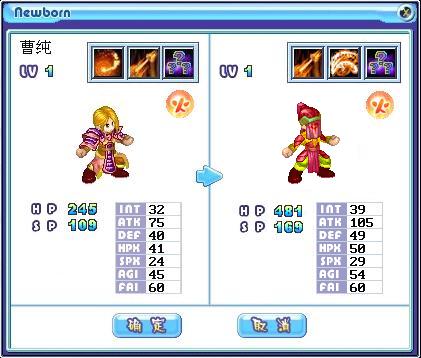 Newborn
曹纯
LV 1
LV 1
HP 245
SP 109
INT 32
ATK 75
DEF 40
HPX 41
SPX 24
AGI 45
FAI 60
HP 481
SP 169
INT 39
ATK 105
DEF 49
HPX 50
SPX 29
AGI 54
FAI 60
确定
取消